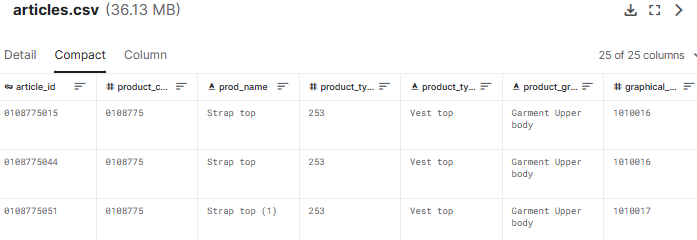 articles.csv (36.13 MB)
Detail Compact Column 25 of 25 columns
article_id product_c... prod_name product_ty... product_ty... product_gr... graphical_...
0108775015 0108775 Strap top 253 Vest top Garment Upper body 1010016
0108775044 0108775 Strap top 253 Vest top Garment Upper body 1010016
0108775051 0108775 Strap top (1) 253 Vest top Garment Upper body 1010017